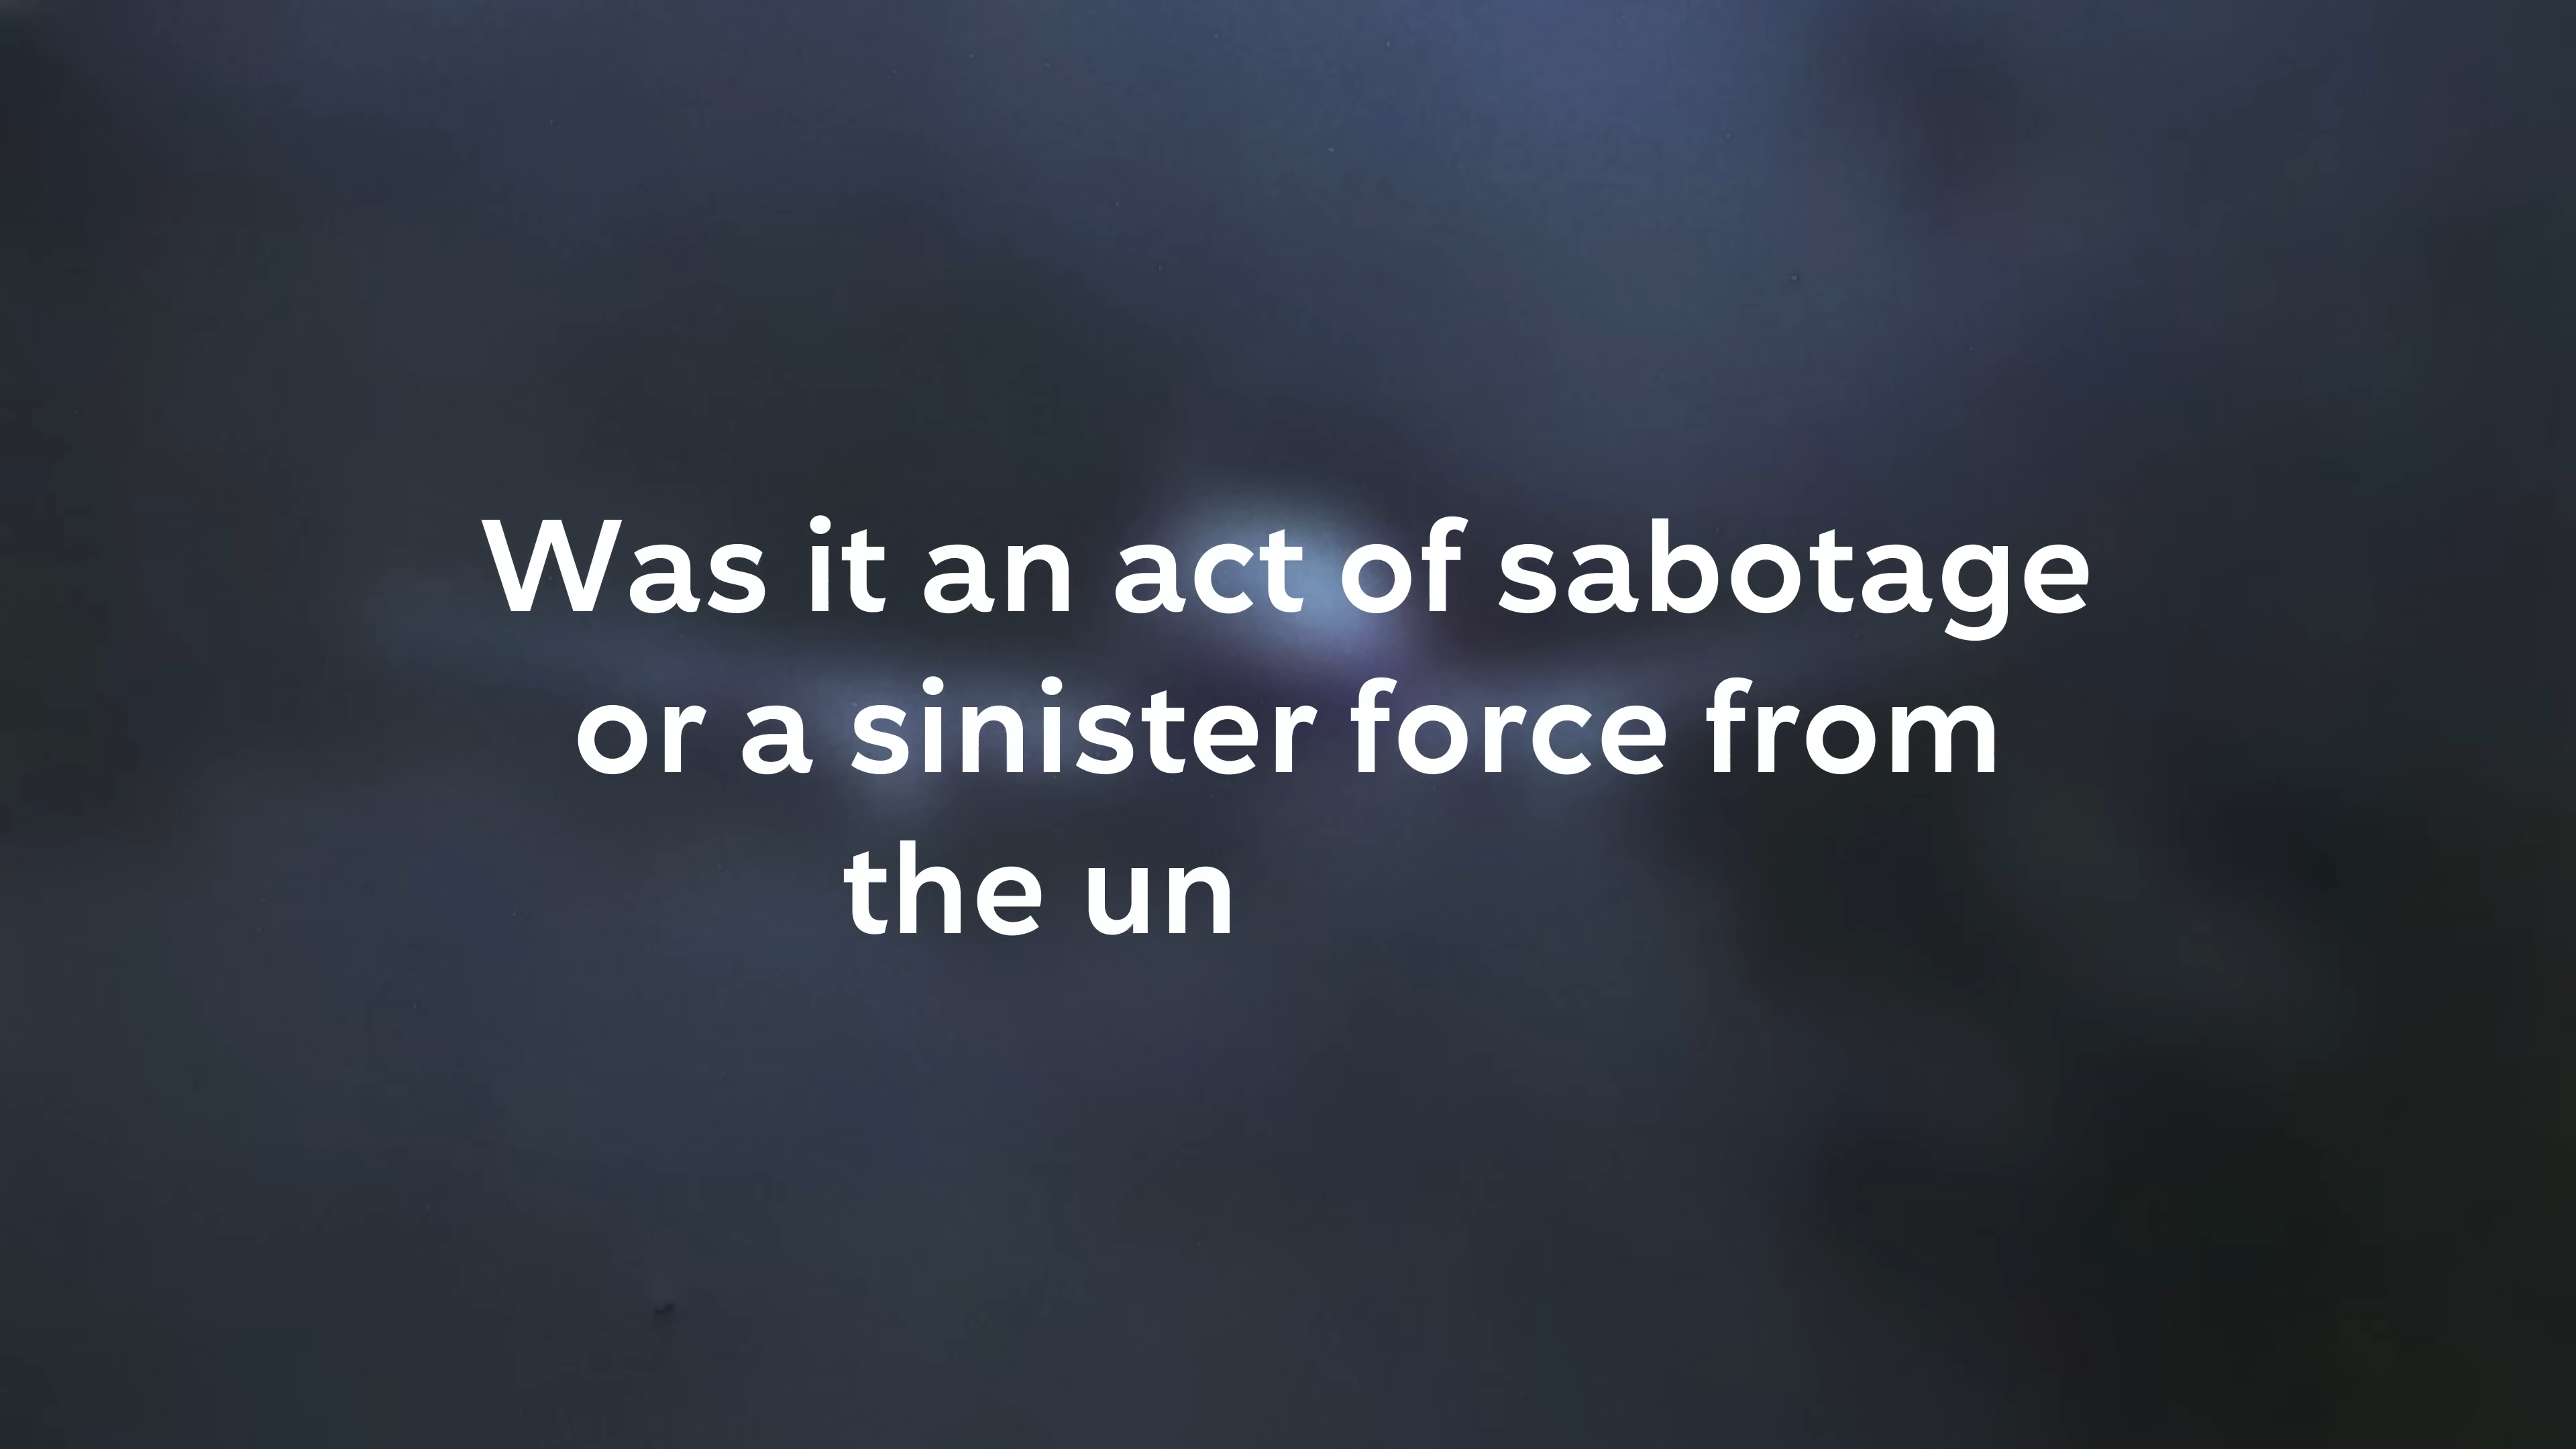 Was it an act of sabotage
or a sinister force from
the un